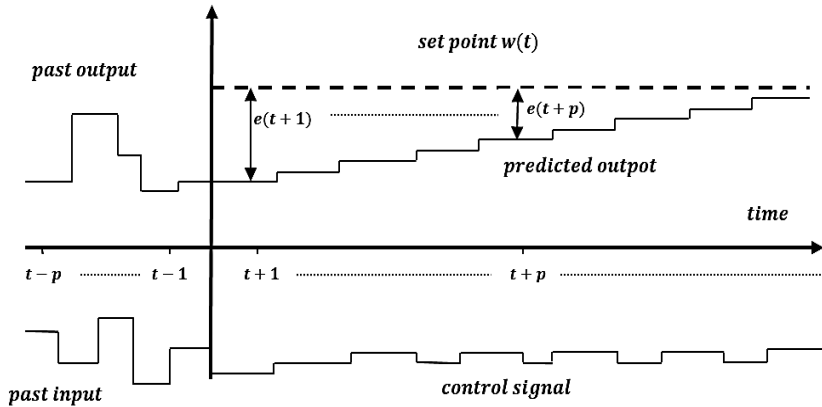 set point w(t)
past output
e(t + 1)
e(t + p)
predicted outpot
time
t − p
t − 1
t + 1
t + p
past input
control signal